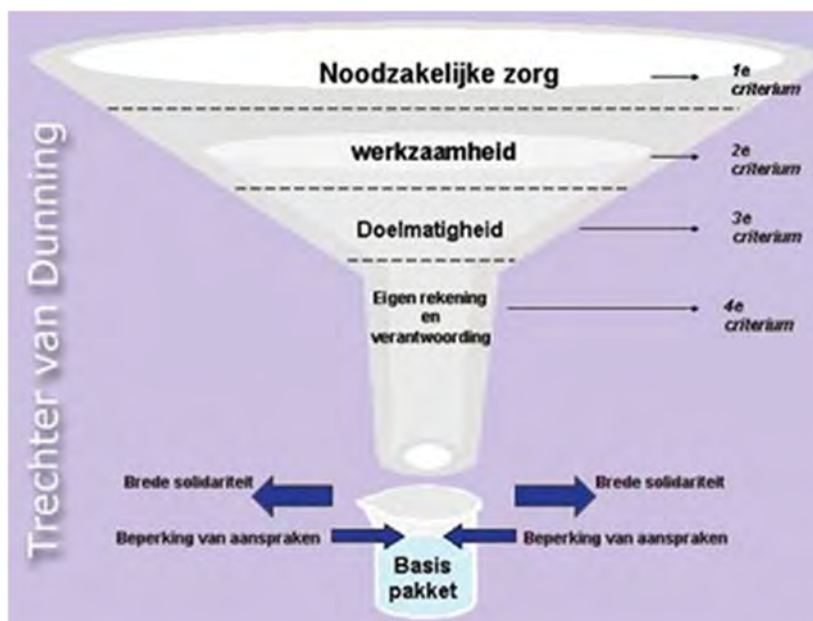 Trechter van Dunning
Noodzakelijke zorg
1e
criterium
werkzaamheid
2e
criterium
Doelmatigheid
3e
criterium
Eigen rekening
en
verantwoording
4e
criterium
Brede solidariteit
Brede solidariteit
Beperking van aanspraken
Beperking van aanspraken
Basis
pakket